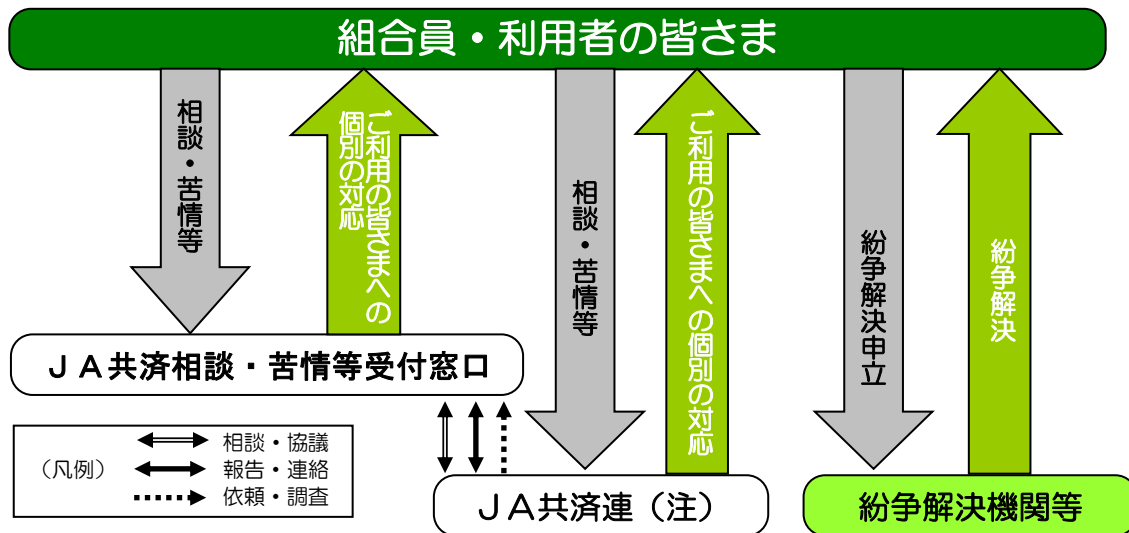 組合員・利用者の皆さま
相談・苦情等
ご利用の皆さまへの
個別の対応
相談・苦情等
ご利用の皆さまへの個別の対応
紛争解決申立
紛争解決
ＪＡ共済相談・苦情等受付窓口
（凡例）
相談・協議
報告・連絡
依頼・調査
ＪＡ共済連（注）
紛争解決機関等